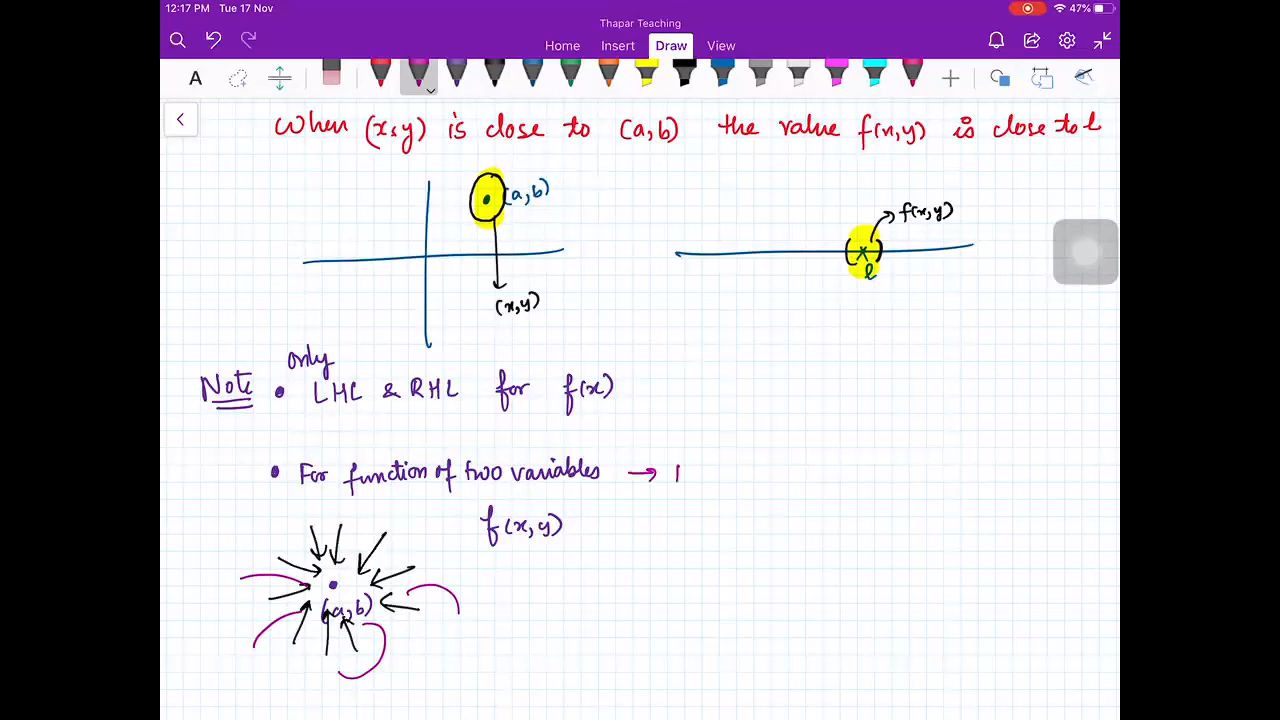 12:17 PM Tue 17 Nov
47%
Thapar Teaching
Home Insert Draw View
A
When (x,y) is close to (a,b) the value f(x,y) is close to l
(a,b)
f(x,y)
( x )
l
(x,y)
only
Note • LHL & RHL for f(x)
• For function of two variables →
f(x,y)
(a,b)